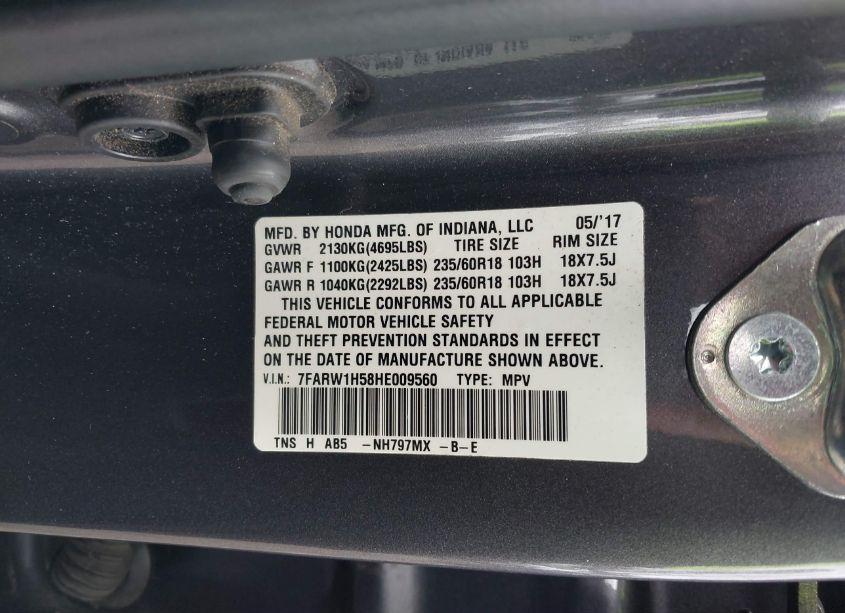 MFD. BY HONDA MFG. OF INDIANA, LLC 05/'17
GVWR 2130KG(4695LBS) TIRE SIZE RIM SIZE
GAWR F 1100KG(2425LBS) 235/60R18 103H 18X7.5J
GAWR R 1040KG(2292LBS) 235/60R18 103H 18X7.5J
THIS VEHICLE CONFORMS TO ALL APPLICABLE
FEDERAL MOTOR VEHICLE SAFETY
AND THEFT PREVENTION STANDARDS IN EFFECT
ON THE DATE OF MANUFACTURE SHOWN ABOVE.
V.I.N.: 7FARW1H58HE009560 TYPE: MPV
TNS H AB5 -NH797MX -B-E